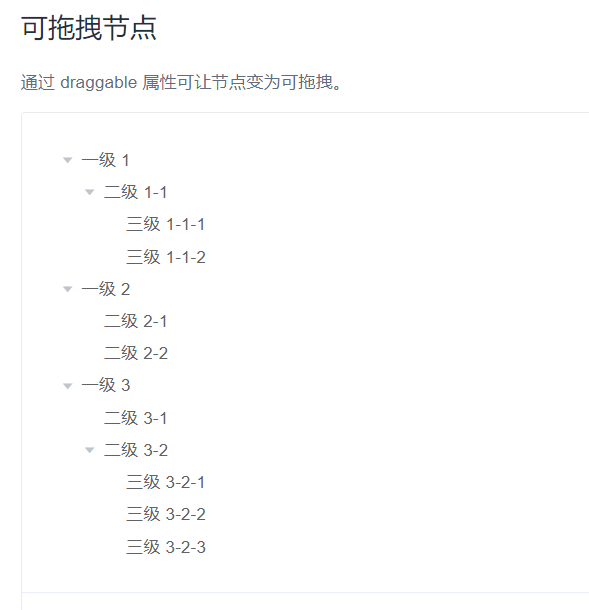 可拖拽节点
通过 draggable 属性可让节点变为可拖拽。
一级 1
二级 1-1
三级 1-1-1
三级 1-1-2
一级 2
二级 2-1
二级 2-2
一级 3
二级 3-1
二级 3-2
三级 3-2-1
三级 3-2-2
三级 3-2-3